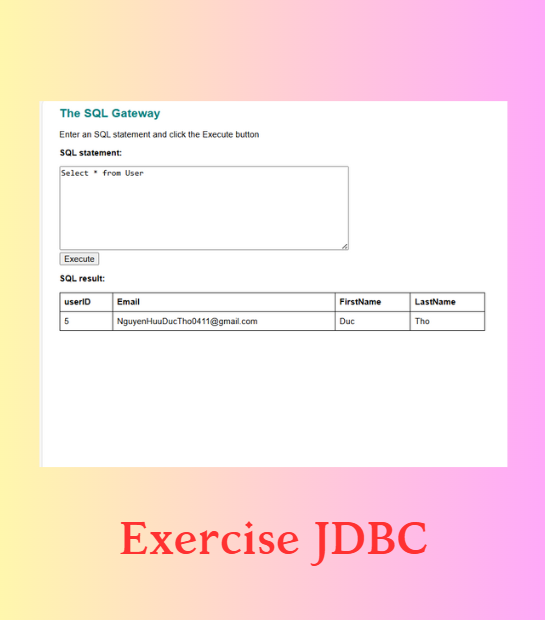 The SQL Gateway
Enter an SQL statement and click the Execute button
SQL statement:
Select * from User
Execute
SQL result:
userID Email FirstName LastName
5 NguyenHuuDucTho0411@gmail.com Duc Tho
Exercise JDBC